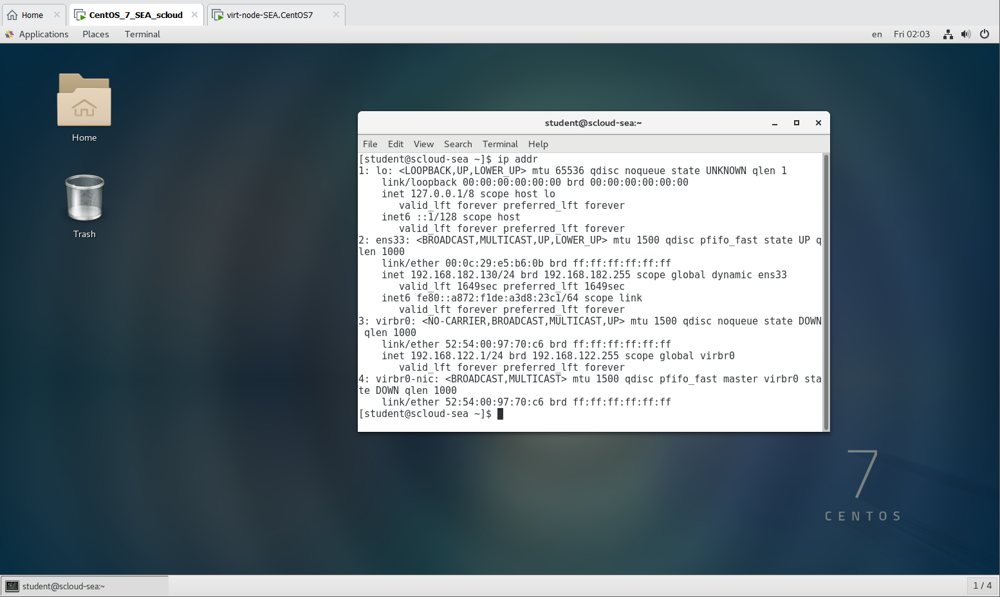 Home
CentOS_7_SEA_scloud
virt-node-SEA.CentOS7
Applications Places Terminal
en Fri 02:03
Home
Trash
student@scloud-sea:~
File Edit View Search Terminal Help
[student@scloud-sea ~]$ ip addr
1: lo: <LOOPBACK,UP,LOWER_UP> mtu 65536 qdisc noqueue state UNKNOWN qlen 1
link/loopback 00:00:00:00:00:00 brd 00:00:00:00:00:00
inet 127.0.0.1/8 scope host lo
valid_lft forever preferred_lft forever
inet6 ::1/128 scope host
valid_lft forever preferred_lft forever
2: ens33: <BROADCAST,MULTICAST,UP,LOWER_UP> mtu 1500 qdisc pfifo_fast state UP q
len 1000
link/ether 00:0c:29:e5:b6:0b brd ff:ff:ff:ff:ff:ff
inet 192.168.182.130/24 brd 192.168.182.255 scope global dynamic ens33
valid_lft 1649sec preferred_lft 1649sec
inet6 fe80::a872:f1de:a3d8:23c1/64 scope link
valid_lft forever preferred_lft forever
3: virbr0: <NO-CARRIER,BROADCAST,MULTICAST,UP> mtu 1500 qdisc noqueue state DOWN
qlen 1000
link/ether 52:54:00:97:70:c6 brd ff:ff:ff:ff:ff:ff
inet 192.168.122.1/24 brd 192.168.122.255 scope global virbr0
valid_lft forever preferred_lft forever
4: virbr0-nic: <BROADCAST,MULTICAST> mtu 1500 qdisc pfifo_fast master virbr0 sta
te DOWN qlen 1000
link/ether 52:54:00:97:70:c6 brd ff:ff:ff:ff:ff:ff
[student@scloud-sea ~]$
7
CENTOS
student@scloud-sea:~
1 / 4